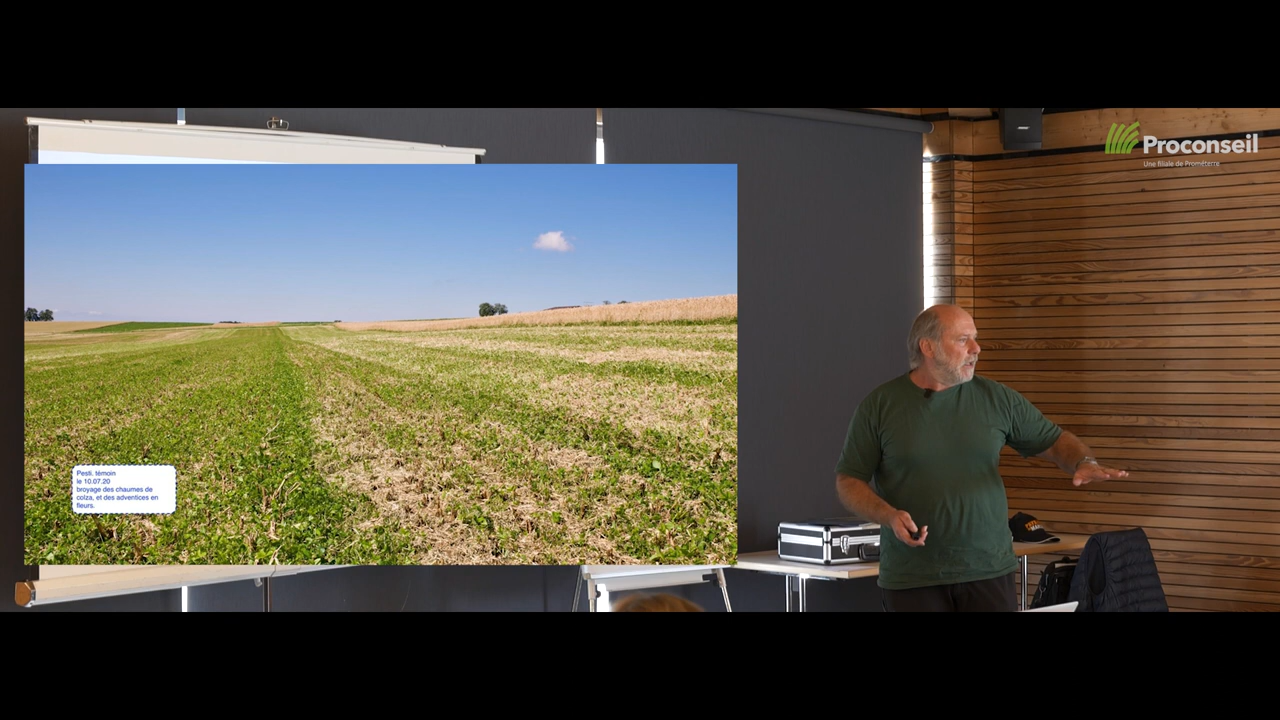 Proconseil
Une filiale de Prométerre
Pesti. témoin
le 10.07.20
broyage des chaumes de
colza, et des adventices en
fleurs.